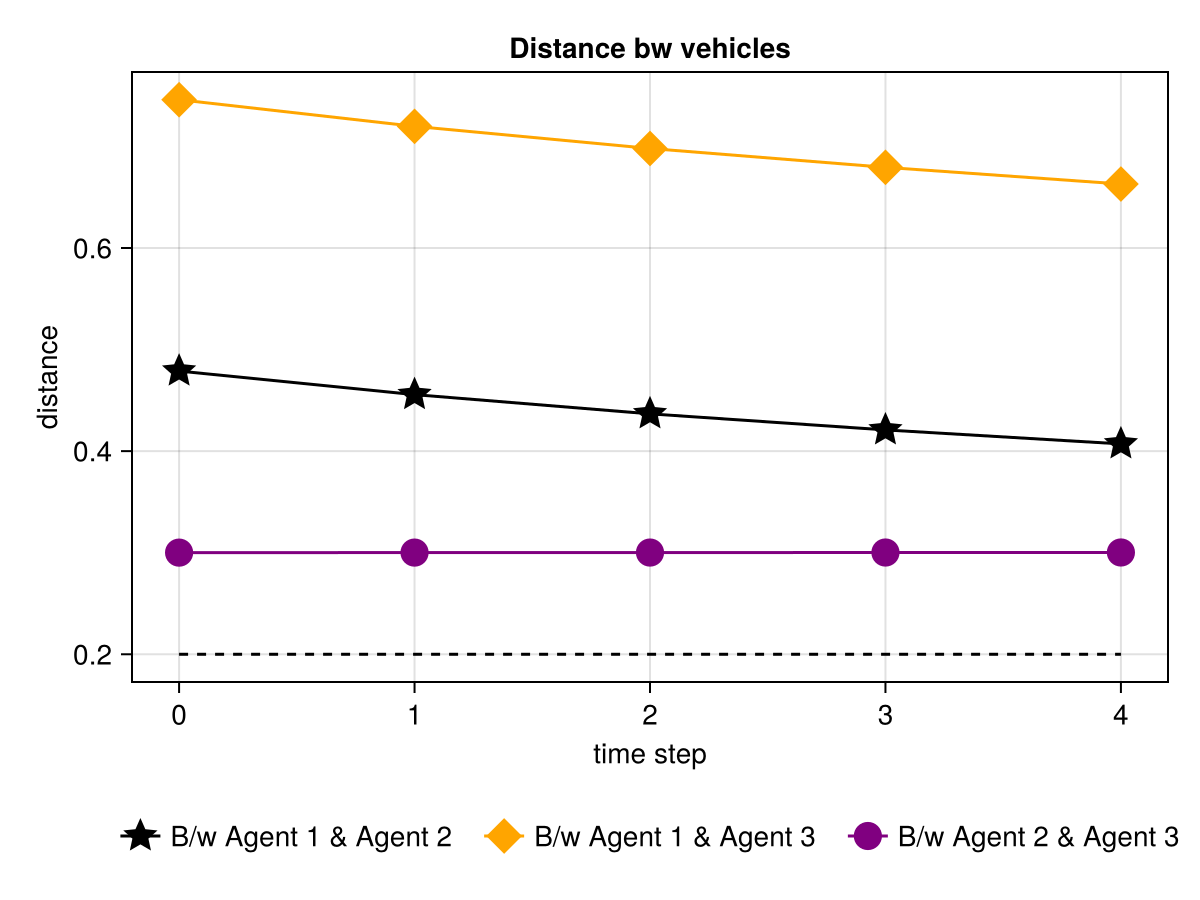 Distance bw vehicles
0.6
0.4
0.2
distance
0 1 2 3 4
time step
B/w Agent 1 & Agent 2 B/w Agent 1 & Agent 3 B/w Agent 2 & Agent 3